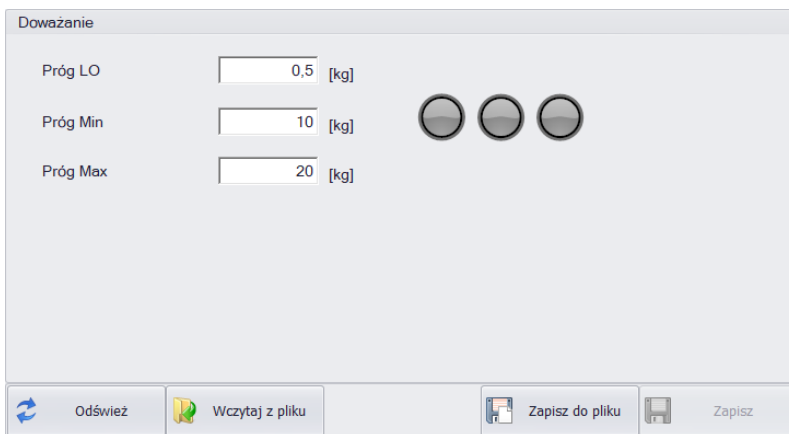 Doważanie
Próg LO 0,5 [kg]
Próg Min 10 [kg]
Próg Max 20 [kg]
Odśwież Wczytaj z pliku Zapisz do pliku Zapisz